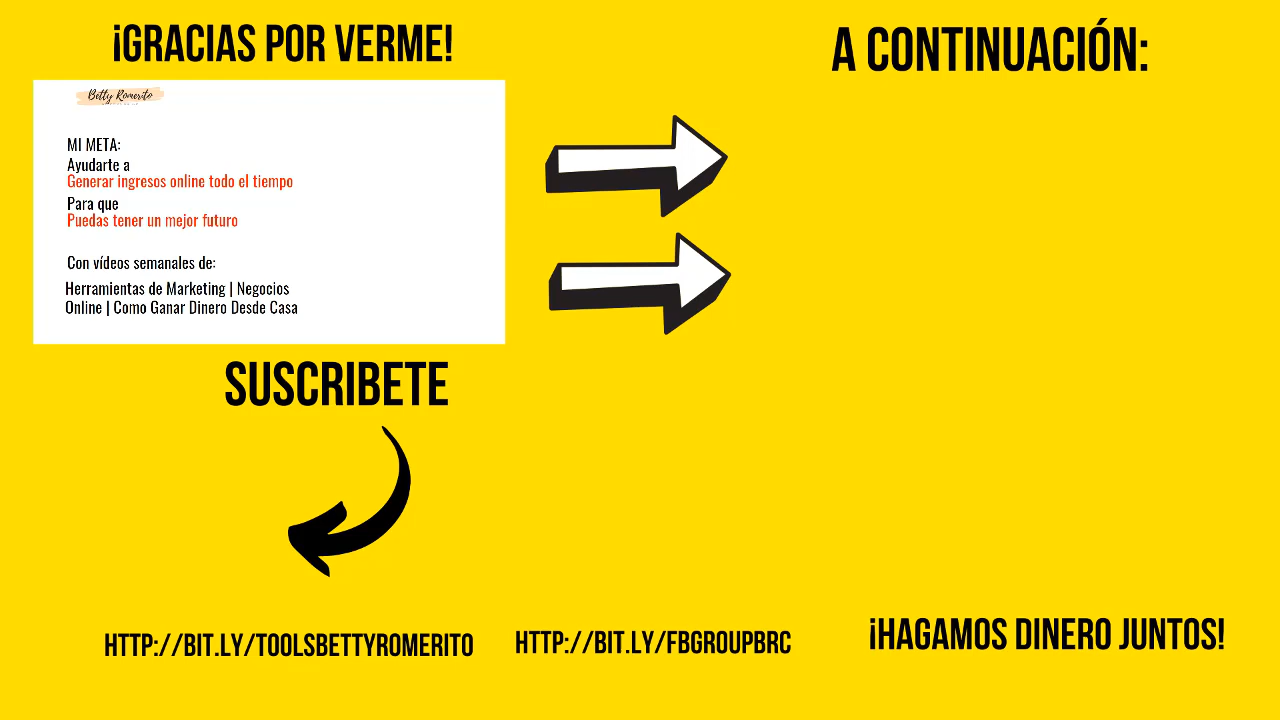 ¡GRACIAS POR VERME!
A CONTINUACIÓN:
Betty Romerito
MI META:
Ayudarte a
Generar ingresos online todo el tiempo
Para que
Puedas tener un mejor futuro
Con vídeos semanales de:
Herramientas de Marketing | Negocios
Online | Como Ganar Dinero Desde Casa
SUSCRIBETE
HTTP://BIT.LY/TOOLSBETTYROMERITO
HTTP://BIT.LY/FBGROUPBRC
¡HAGAMOS DINERO JUNTOS!